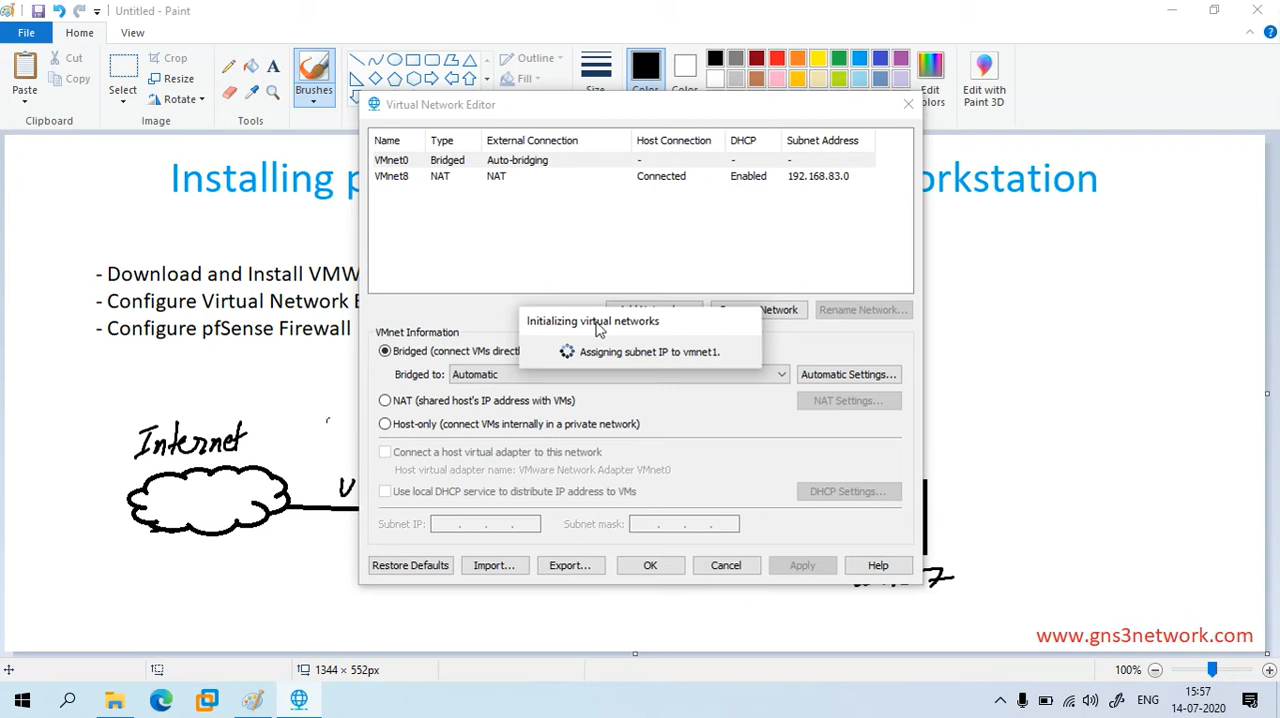 Untitled - Paint
File
Home
View
Paste
Cut
Copy
Clipboard
Select
Crop
Resize
Rotate
Image
Tools
Brushes
Outline
Fill
Size
Color
Color
Edit colors
Edit with Paint 3D
Installing p
orkstation
- Download and Install VMW
- Configure Virtual Network E
- Configure pfSense Firewall
Internet
www.gns3network.com
Virtual Network Editor
Name Type External Connection Host Connection DHCP Subnet Address
VMnet0 Bridged Auto-bridging - - -
VMnet8 NAT NAT Connected Enabled 192.168.83.0
Network
Rename Network...
Initializing virtual networks
Assigning subnet IP to vmnet1.
VMnet Information
Bridged (connect VMs direct
Bridged to: Automatic
Automatic Settings...
NAT (shared host's IP address with VMs)
NAT Settings...
Host-only (connect VMs internally in a private network)
Connect a host virtual adapter to this network
Host virtual adapter name: VMware Network Adapter VMnet0
Use local DHCP service to distribute IP address to VMs
DHCP Settings...
Subnet IP: . . .
Subnet mask: . . .
Restore Defaults
Import...
Export...
OK
Cancel
Apply
Help
1344 × 552px
100%
ENG
15:57
14-07-2020